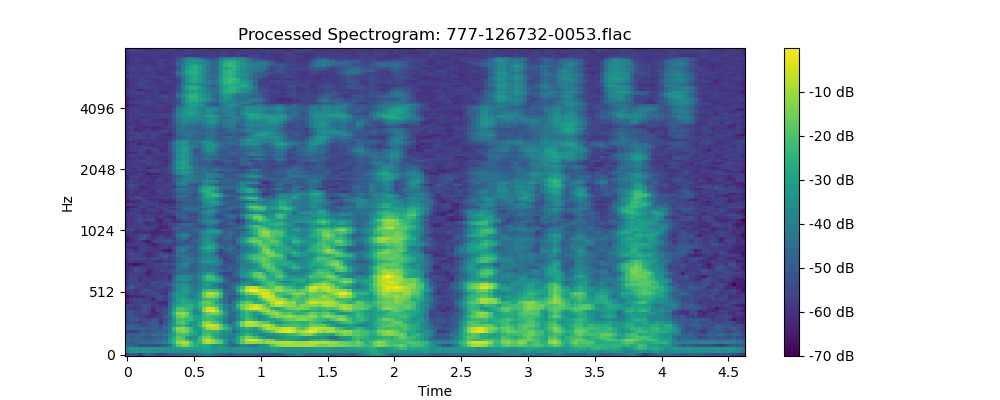 Processed Spectrogram: 777-126732-0053.flac
Hz
4096
2048
1024
512
0
0 0.5 1 1.5 2 2.5 3 3.5 4 4.5
Time
-10 dB
-20 dB
-30 dB
-40 dB
-50 dB
-60 dB
-70 dB